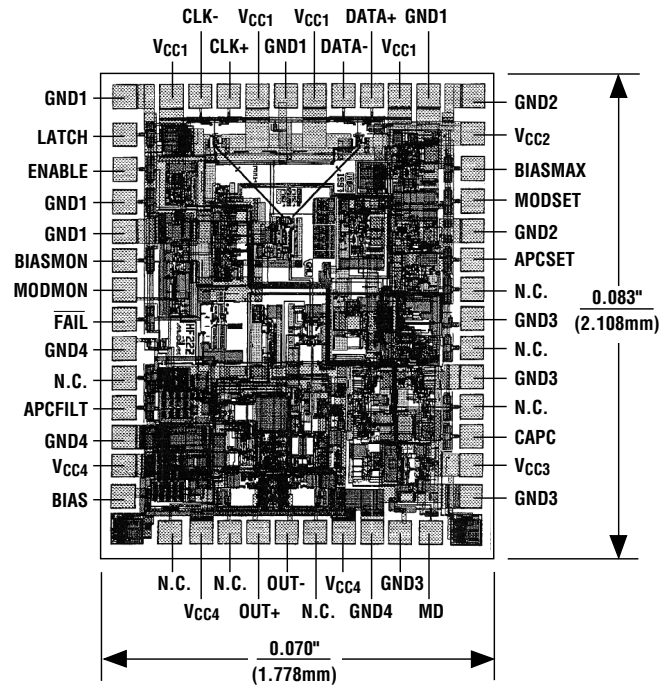 CLK- VCC1 VCC1 DATA+ GND1
VCC1 CLK+ GND1 DATA- VCC1
GND1
LATCH
ENABLE
GND1
GND1
BIASMON
MODMON
FAIL
GND4
N.C.
APCFILT
GND4
VCC4
BIAS
GND2
VCC2
BIASMAX
MODSET
GND2
APCSET
N.C.
GND3
N.C.
GND3
N.C.
CAPC
VCC3
GND3
HF22Z
0.083"
(2.108mm)
N.C. N.C. OUT- VCC4 GND3
VCC4 OUT+ N.C. GND4 MD
0.070"
(1.778mm)